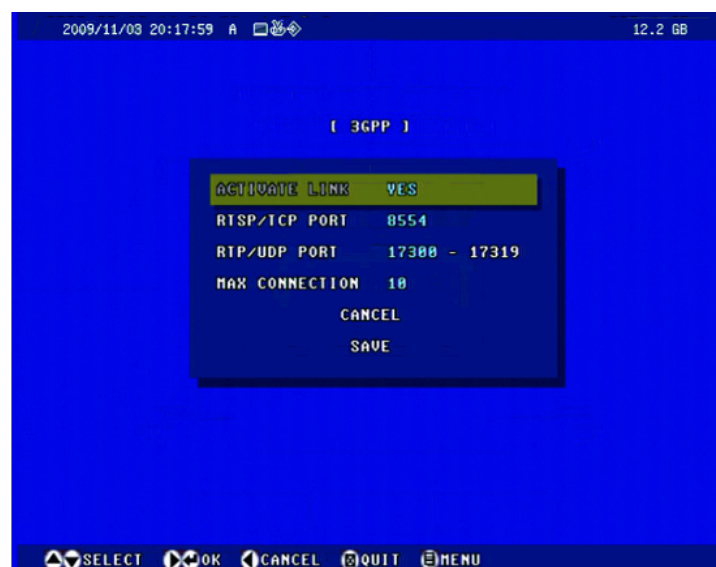 2009/11/03 20:17:59 A 12.2 GB
[ 3GPP ]
ACTIVATE LINK YES
RTSP/TCP PORT 8554
RTP/UDP PORT 17300 - 17319
MAX CONNECTION 10
CANCEL
SAVE
SELECT OK CANCEL QUIT MENU